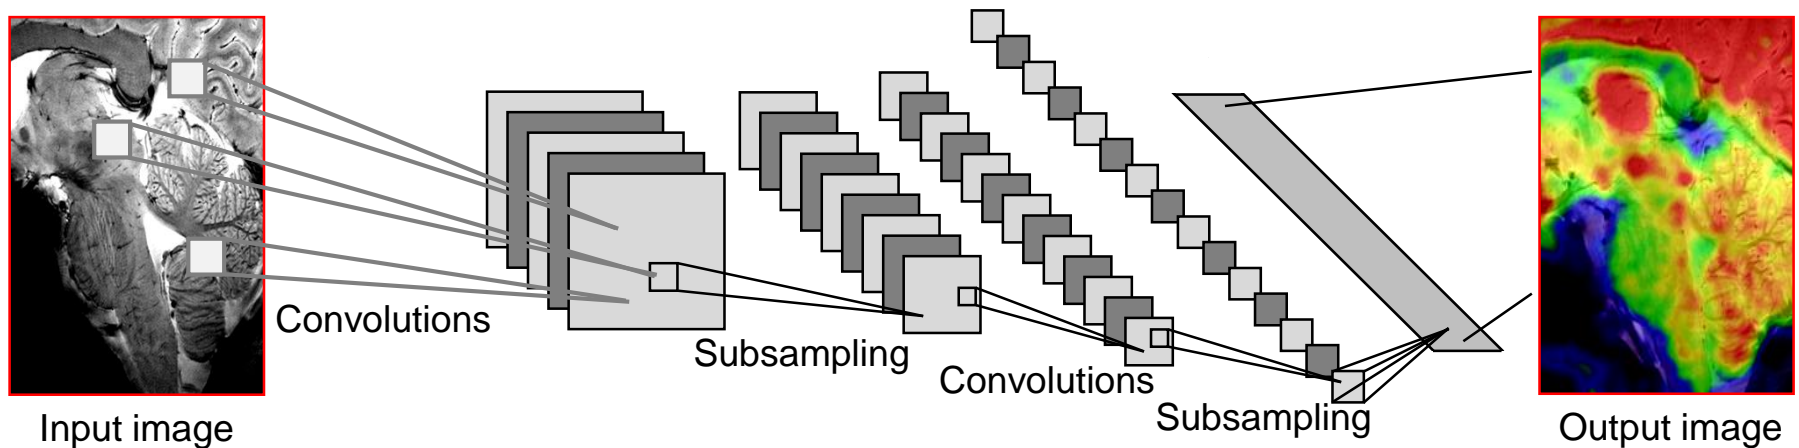 Input image
Convolutions
Subsampling
Convolutions
Subsampling
Output image